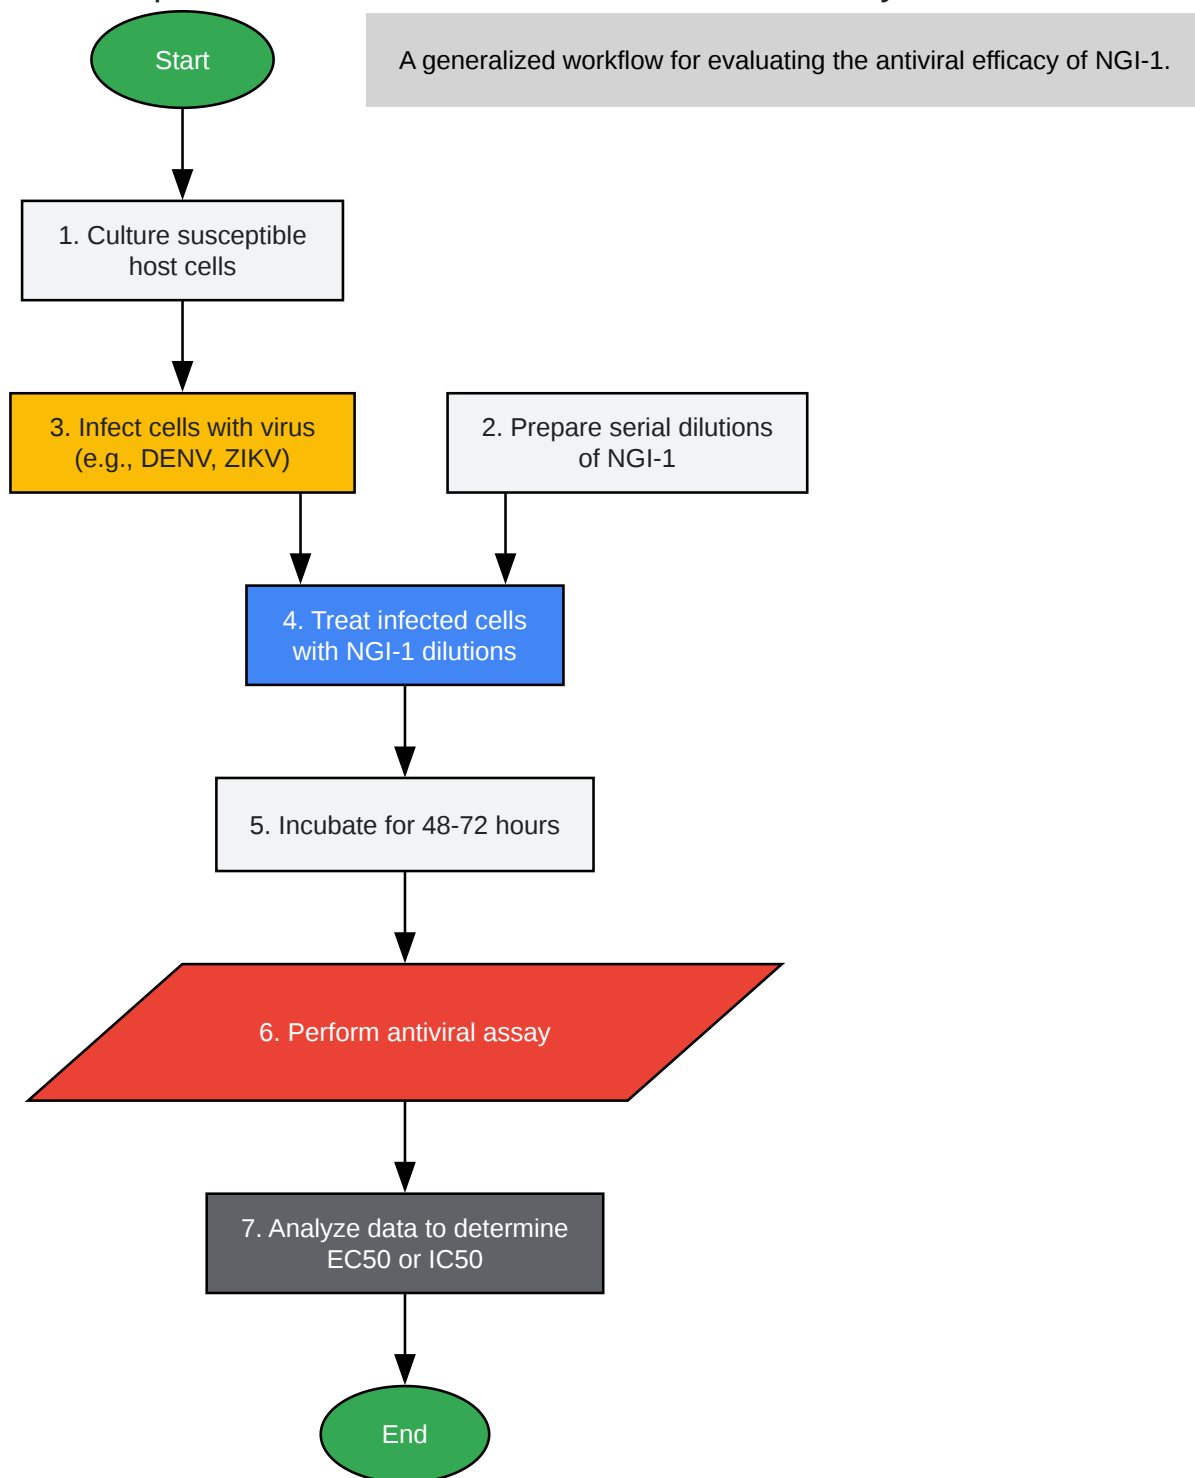 Start
A generalized workflow for evaluating the antiviral efficacy of NGI-1.
1. Culture susceptible
host cells
3. Infect cells with virus
(e.g., DENV, ZIKV)
2. Prepare serial dilutions
of NGI-1
4. Treat infected cells
with NGI-1 dilutions
5. Incubate for 48-72 hours
6. Perform antiviral assay
7. Analyze data to determine
EC50 or IC50
End